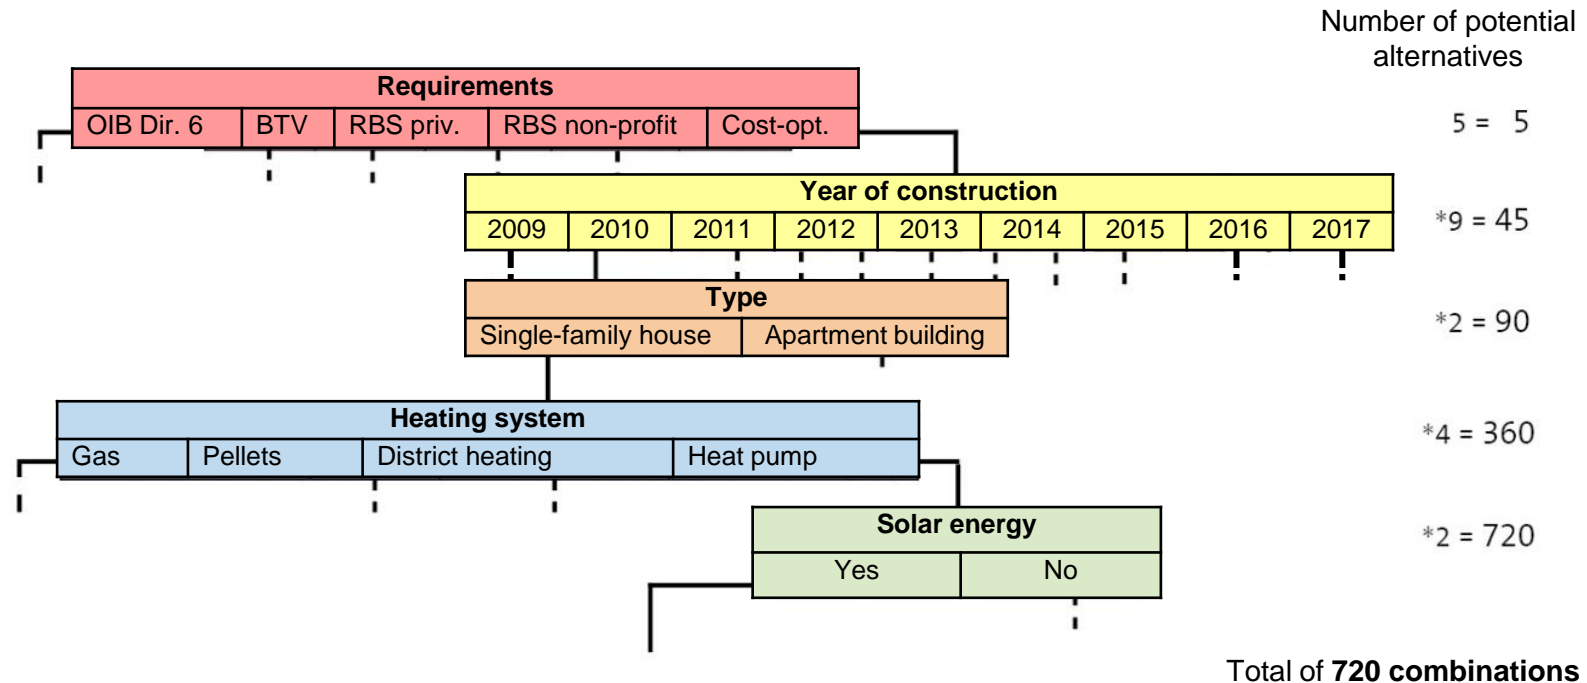 Number of potential
alternatives
Requirements
OIB Dir. 6 BTV RBS priv. RBS non-profit Cost-opt.
5 = 5
Year of construction
2009 2010 2011 2012 2013 2014 2015 2016 2017
*9 = 45
Type
Single-family house Apartment building
*2 = 90
Heating system
Gas Pellets District heating Heat pump
*4 = 360
Solar energy
Yes No
*2 = 720
Total of 720 combinations